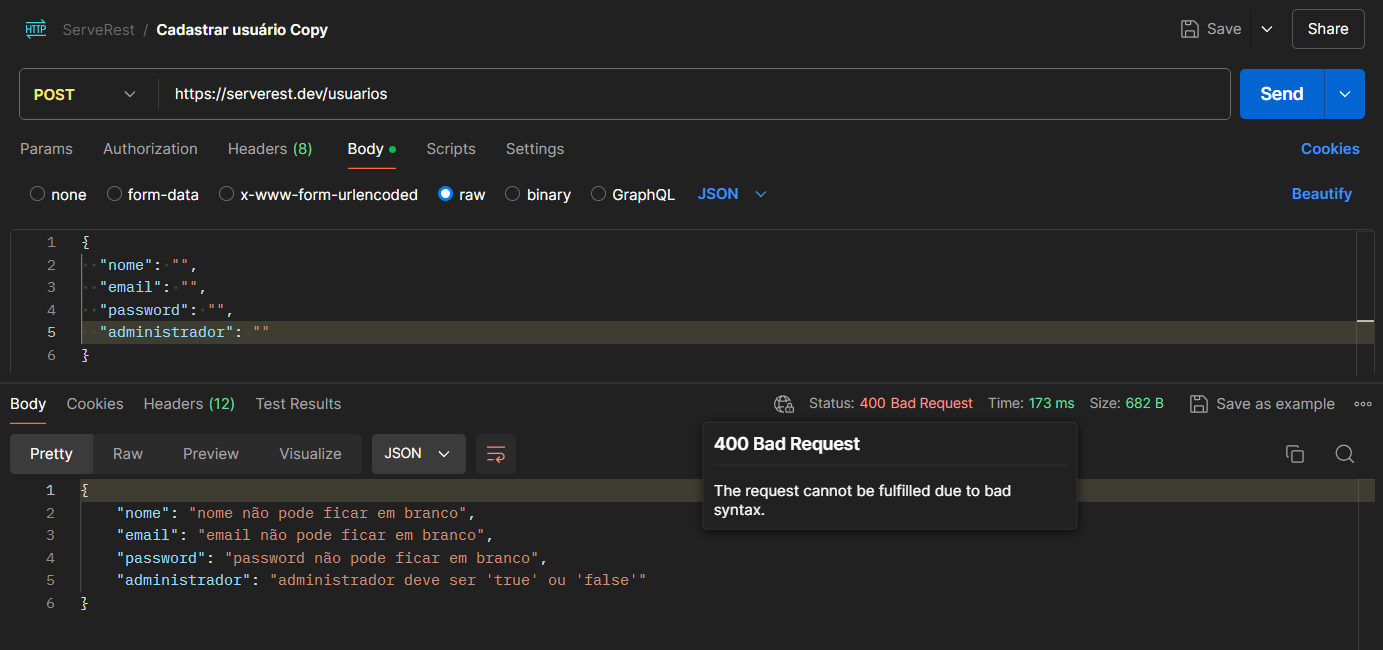 HTTP ServeRest / Cadastrar usuário Copy Save Share
POST https://serverest.dev/usuarios Send
Params Authorization Headers (8) Body Scripts Settings Cookies
none form-data x-www-form-urlencoded raw binary GraphQL JSON Beautify
1 {
2 "nome": "",
3 "email": "",
4 "password": "",
5 "administrador": ""
6 }
Body Cookies Headers (12) Test Results Status: 400 Bad Request Time: 173 ms Size: 682 B Save as example
Pretty Raw Preview Visualize JSON
400 Bad Request
The request cannot be fulfilled due to bad
syntax.
1 {
2 "nome": "nome não pode ficar em branco",
3 "email": "email não pode ficar em branco",
4 "password": "password não pode ficar em branco",
5 "administrador": "administrador deve ser 'true' ou 'false'"
6 }